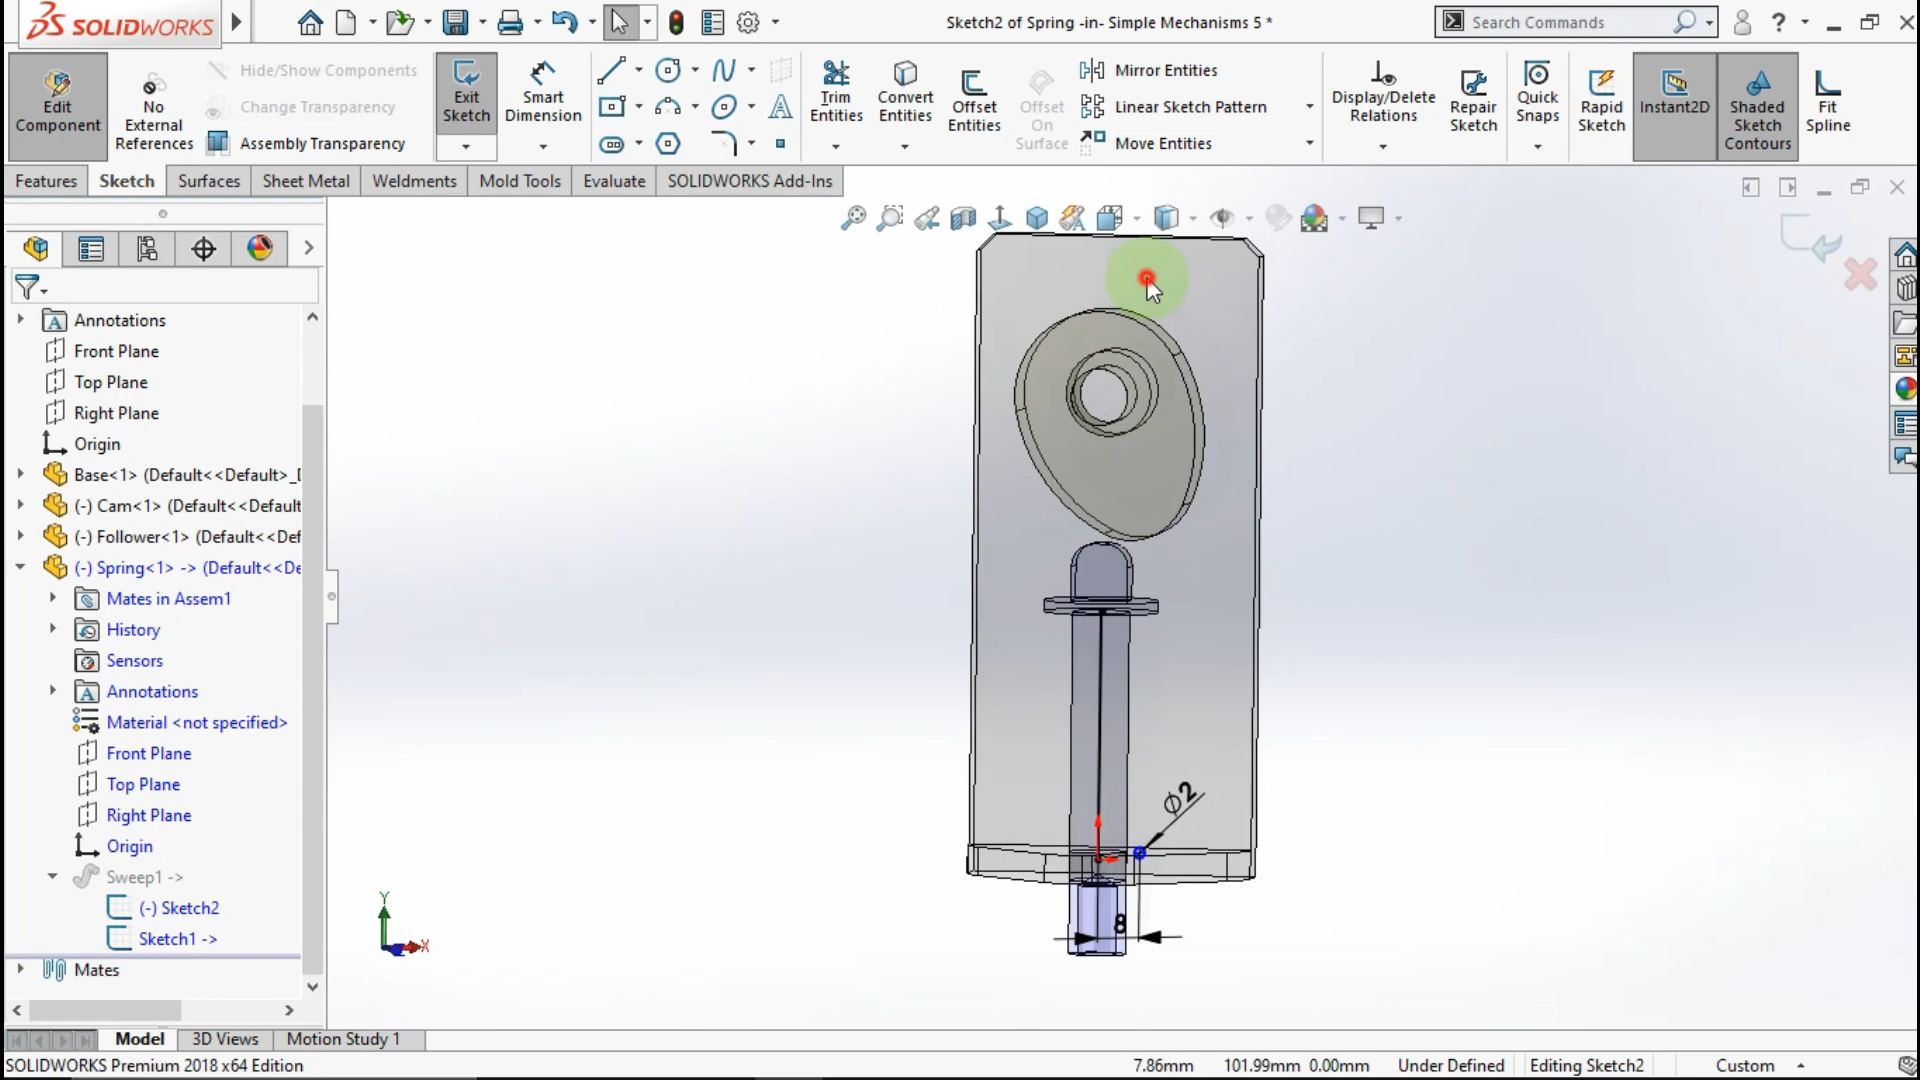 SOLIDWORKS
Sketch2 of Spring -in- Simple Mechanisms 5 *
Search Commands
Edit Component
No External References
Hide/Show Components
Change Transparency
Assembly Transparency
Exit Sketch
Smart Dimension
Trim Entities
Convert Entities
Offset Entities
Offset On Surface
Mirror Entities
Linear Sketch Pattern
Move Entities
Display/Delete Relations
Repair Sketch
Quick Snaps
Rapid Sketch
Instant2D
Shaded Sketch Contours
Fit Spline
Features
Sketch
Surfaces
Sheet Metal
Weldments
Mold Tools
Evaluate
SOLIDWORKS Add-Ins
Annotations
Front Plane
Top Plane
Right Plane
Origin
Base<1> (Default<<Default>_
(-) Cam<1> (Default<<Default
(-) Follower<1> (Default<<Def
(-) Spring<1> -> (Default<<De
Mates in Assem1
History
Sensors
Annotations
Material <not specified>
Front Plane
Top Plane
Right Plane
Origin
Sweep1 ->
(-) Sketch2
Sketch1 ->
Mates
∅2
8
Y
X
Model
3D Views
Motion Study 1
SOLIDWORKS Premium 2018 x64 Edition
7.86mm
101.99mm
0.00mm
Under Defined
Editing Sketch2
Custom